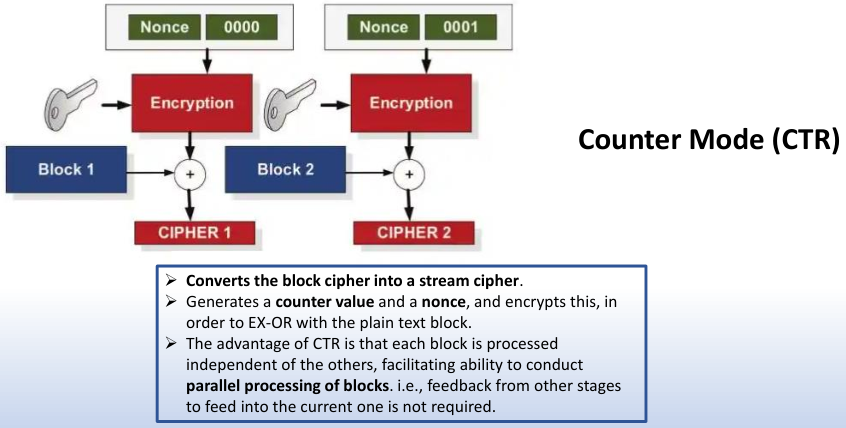 Nonce 0000 Nonce 0001
Encryption Encryption
Block 1 Block 2
+ +
CIPHER 1 CIPHER 2
Counter Mode (CTR)
➢ Converts the block cipher into a stream cipher.
➢ Generates a counter value and a nonce, and encrypts this, in
order to EX-OR with the plain text block.
➢ The advantage of CTR is that each block is processed
independent of the others, facilitating ability to conduct
parallel processing of blocks. i.e., feedback from other stages
to feed into the current one is not required.